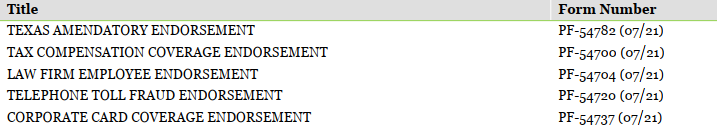 Title Form Number
TEXAS AMENDATORY ENDORSEMENT PF-54782 (07/21)
TAX COMPENSATION COVERAGE ENDORSEMENT PF-54700 (07/21)
LAW FIRM EMPLOYEE ENDORSEMENT PF-54704 (07/21)
TELEPHONE TOLL FRAUD ENDORSEMENT PF-54720 (07/21)
CORPORATE CARD COVERAGE ENDORSEMENT PF-54737 (07/21)